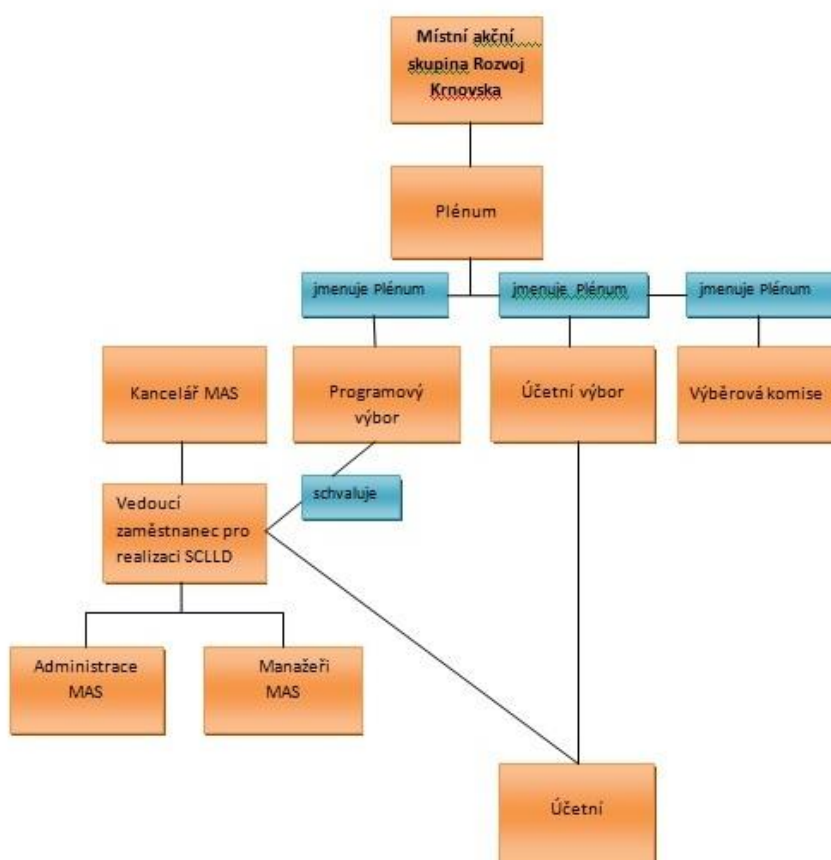 Místní akční
skupina Rozvoj
Krnovska
Plénum
jmenuje Plénum
jmenuje Plénum
jmenuje Plénum
Kancelář MAS
Programový
výbor
Účetní výbor
Výběrová komise
schvaluje
Vedoucí
zaměstnanec pro
realizaci SCLLD
Administrace
MAS
Manažeři
MAS
Účetní